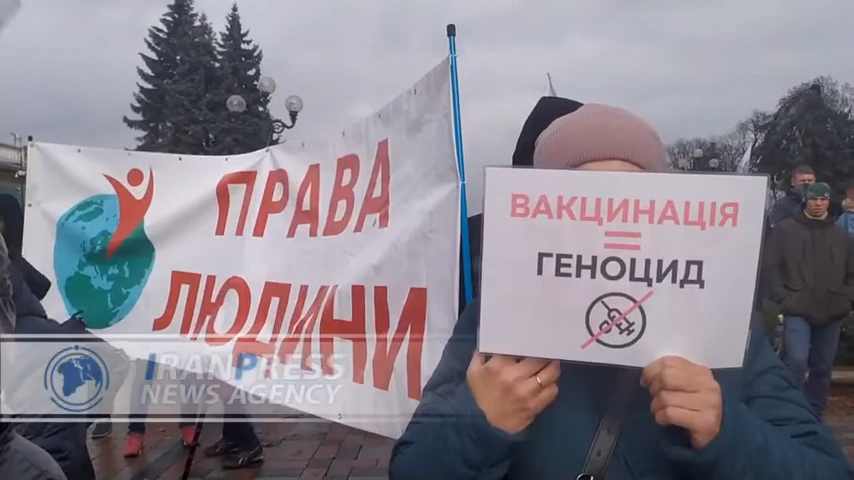 ПРАВА
ЛЮДИНИ
ВАКЦИНАЦІЯ
=
ГЕНОЦИД
IRANPRESS
NEWS AGENCY